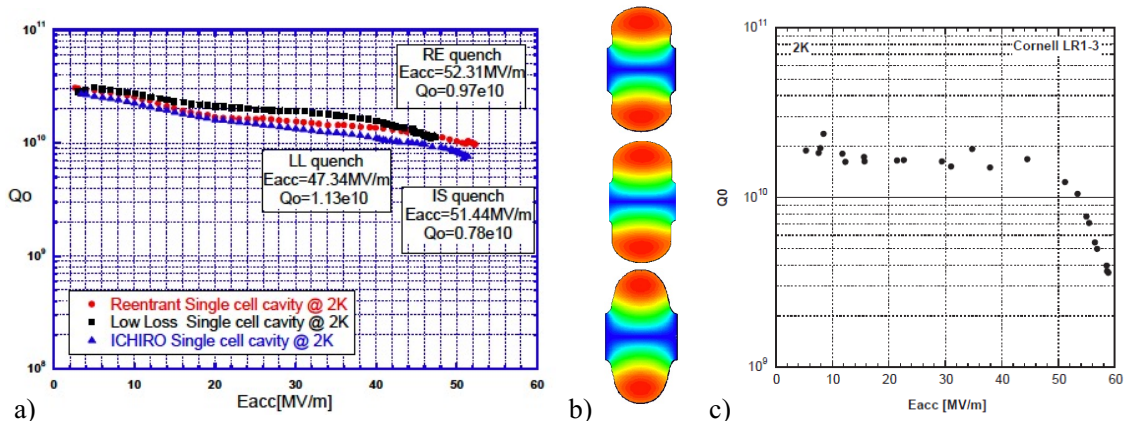 10¹¹
10¹⁰
10⁹
10⁸
Qo
RE quench
Eacc=52.31MV/m
Qo=0.97e10
LL quench
Eacc=47.34MV/m
Qo=1.13e10
IS quench
Eacc=51.44MV/m
Qo=0.78e10
Reentrant Single cell cavity @ 2K
Low Loss Single cell cavity @ 2K
ICHIRO Single cell cavity @ 2K
0 10 20 30 40 50 60
Eacc[MV/m]
a)
b)
10¹¹
2K
Cornell LR1-3
Q0
10¹⁰
10⁹
0 10 20 30 40 50 60
Eacc [MV/m]
c)